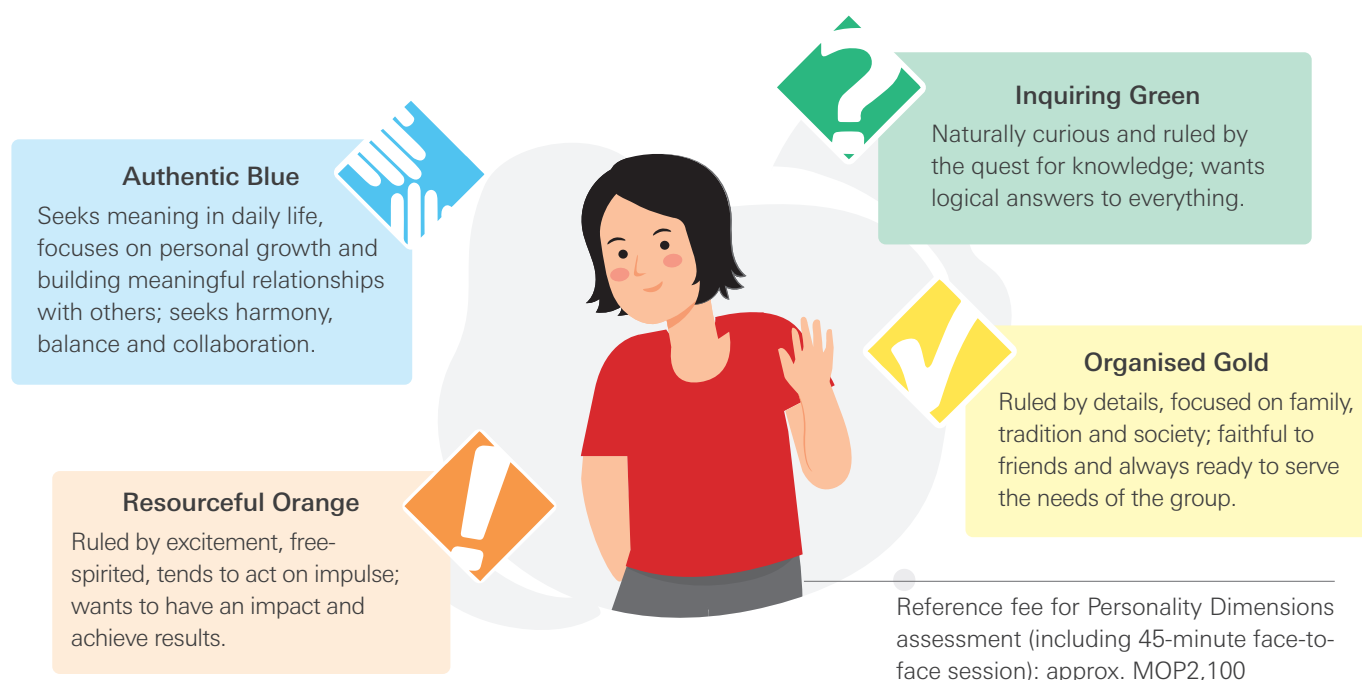 Authentic Blue
Seeks meaning in daily life,
focuses on personal growth and
building meaningful relationships
with others; seeks harmony,
balance and collaboration.
Inquiring Green
Naturally curious and ruled by
the quest for knowledge; wants
logical answers to everything.
Resourceful Orange
Ruled by excitement, free-
spirited, tends to act on impulse;
wants to have an impact and
achieve results.
Organised Gold
Ruled by details, focused on family,
tradition and society; faithful to
friends and always ready to serve
the needs of the group.
Reference fee for Personality Dimensions
assessment (including 45-minute face-to-
face session): approx. MOP2,100